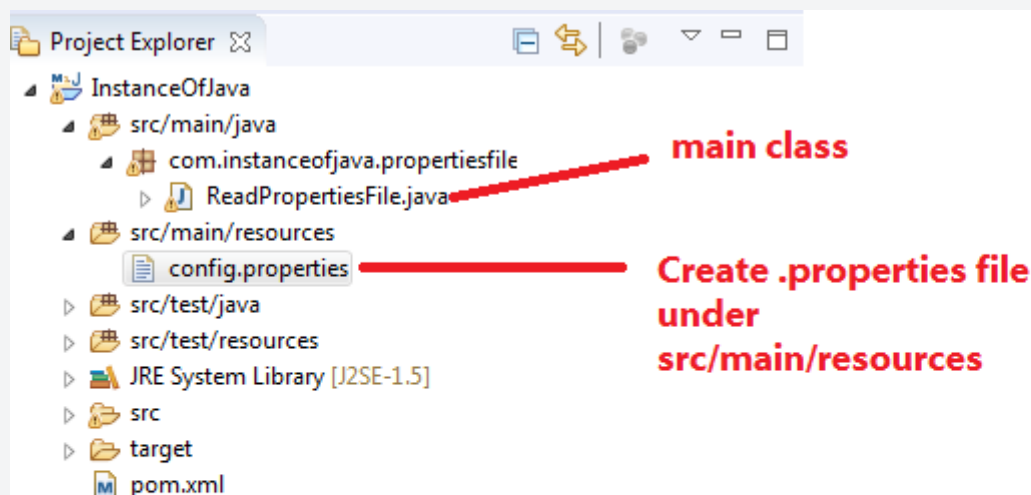 Project Explorer
InstanceOfJava
src/main/java
com.instanceofjava.propertiesfile
main class
ReadPropertiesFile.java
src/main/resources
config.properties
Create .properties file
under
src/main/resources
src/test/java
src/test/resources
JRE System Library [J2SE-1.5]
src
target
pom.xml